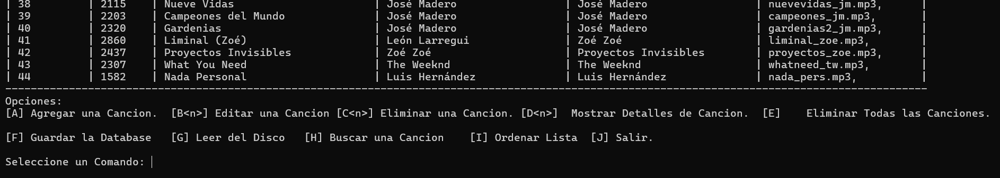 | 38 | 2115 | Nueve Vidas | José Madero | José Madero | nuevevidas_jm.mp3, |
| 39 | 2203 | Campeones del Mundo | José Madero | José Madero | campeones_jm.mp3, |
| 40 | 2320 | Gardenias | José Madero | José Madero | gardenias2_jm.mp3, |
| 41 | 2860 | Liminal (Zoé) | León Larregui | Zoé Zoé | liminal_zoe.mp3, |
| 42 | 2437 | Proyectos Invisibles | Zoé Zoé | Proyectos Invisibles | proyectos_zoe.mp3, |
| 43 | 2307 | What You Need | The Weeknd | The Weeknd | whatneed_tw.mp3, |
| 44 | 1582 | Nada Personal | Luis Hernández | Luis Hernández | nada_pers.mp3, |
-------------------------------------------------------------------------------------------------------------------------------------------------
Opciones:
[A] Agregar una Cancion. [B<n>] Editar una Cancion [C<n>] Eliminar una Cancion. [D<n>] Mostrar Detalles de Cancion. [E] Eliminar Todas las Canciones.
[F] Guardar la Database [G] Leer del Disco [H] Buscar una Cancion [I] Ordenar Lista [J] Salir.
Seleccione un Comando: